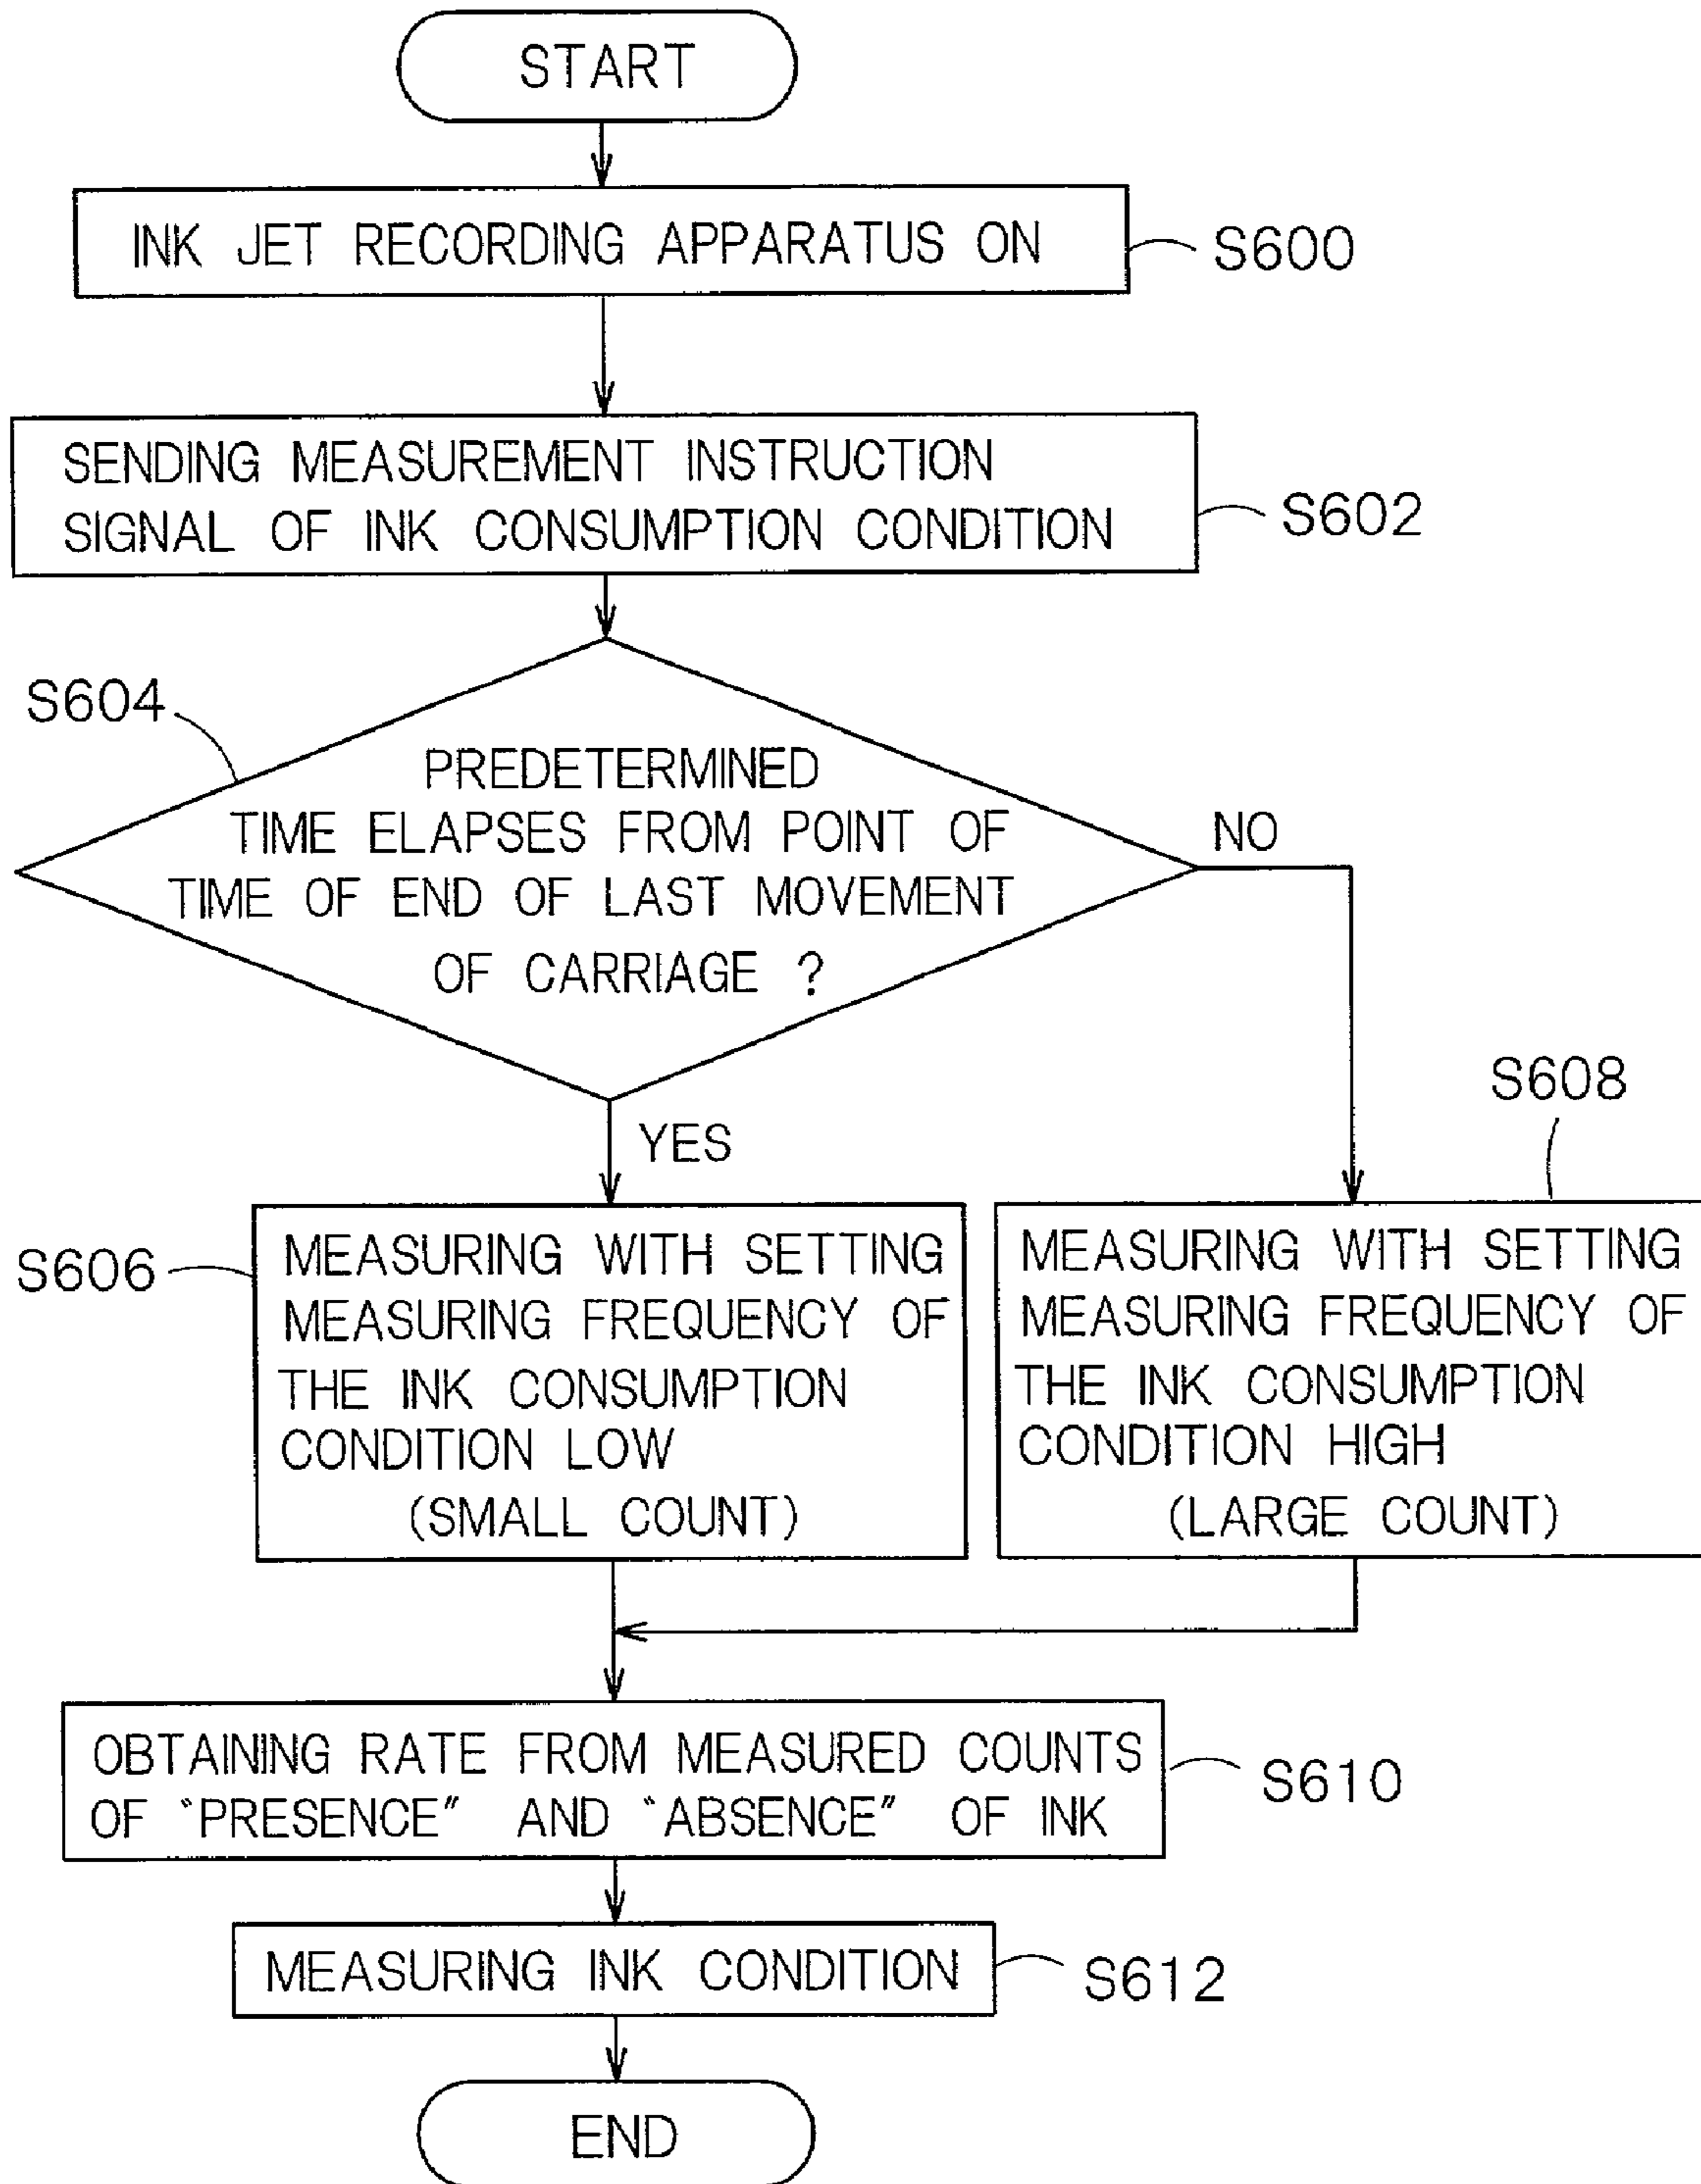 START
INK JET RECORDING APPARATUS ON
S600
SENDING MEASUREMENT INSTRUCTION
SIGNAL OF INK CONSUMPTION CONDITION
S602
S604
PREDETERMINED
TIME ELAPSES FROM POINT OF
TIME OF END OF LAST MOVEMENT
OF CARRIAGE ?
NO
YES
S606
MEASURING WITH SETTING
MEASURING FREQUENCY OF
THE INK CONSUMPTION
CONDITION LOW
(SMALL COUNT)
S608
MEASURING WITH SETTING
MEASURING FREQUENCY OF
THE INK CONSUMPTION
CONDITION HIGH
(LARGE COUNT)
OBTAINING RATE FROM MEASURED COUNTS
OF “PRESENCE” AND “ABSENCE” OF INK
S610
MEASURING INK CONDITION
S612
END